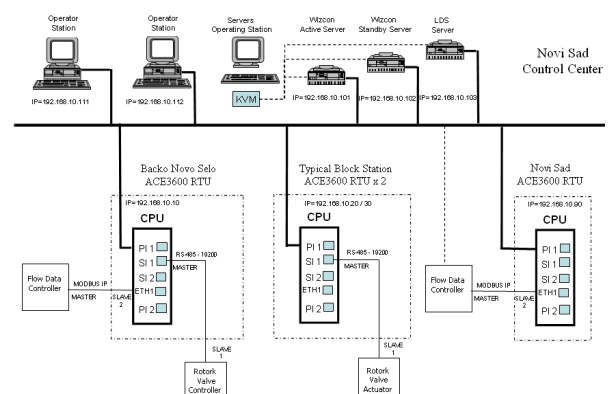 Operator
Station
Operator
Station
Servers
Operating Station
Wizcon
Active Server
Wizcon
Standby Server
LDS
Server
Novi Sad
Control Center
KVM
IP=192.168.10.111
IP=192.168.10.112
IP=192.168.10.101
IP=192.168.10.102
IP=192.168.10.103
Backo Novo Selo
ACE3600 RTU
Typical Block Station
ACE3600 RTU x 2
Novi Sad
ACE3600 RTU
IP=192.168.10.10
CPU
PI 1
SI 1
SI 2
ETH1
PI 2
RS485 - 19200
MASTER
Flow Data
Controller
MODBUS IP
MASTER
SLAVE
2
SLAVE
1
Rotork
Valve
Controller
IP=192.168.10.20 / 30
CPU
PI 1
SI 1
SI 2
ETH1
PI 2
RS-485 - 19200
MASTER
SLAVE
1
Rotork
Valve
Actuator
IP=192.168.10.90
CPU
PI 1
SI 1
SI 2
ETH1
PI 2
Flow Data
Controller
MODBUS IP
MASTER
SLAVE
2